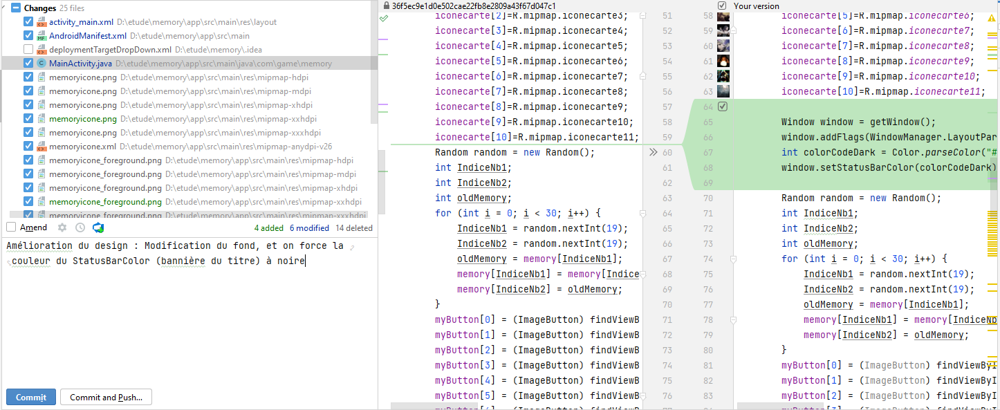 Changes 25 files
activity_main.xml D:\etude\memory\app\src\main\res\layout
AndroidManifest.xml D:\etude\memory\app\src\main
deploymentTargetDropDown.xml D:\etude\memory\.idea
MainActivity.java D:\etude\memory\app\src\main\java\com\game\memory
memoryicone.png D:\etude\memory\app\src\main\res\mipmap-hdpi
memoryicone.png D:\etude\memory\app\src\main\res\mipmap-mdpi
memoryicone.png D:\etude\memory\app\src\main\res\mipmap-xhdpi
memoryicone.png D:\etude\memory\app\src\main\res\mipmap-xxhdpi
memoryicone.png D:\etude\memory\app\src\main\res\mipmap-xxxhdpi
memoryicone.xml D:\etude\memory\app\src\main\res\mipmap-anydpi-v26
memoryicone_foreground.png D:\etude\memory\app\src\main\res\mipmap-hdpi
memoryicone_foreground.png D:\etude\memory\app\src\main\res\mipmap-mdpi
memoryicone_foreground.png D:\etude\memory\app\src\main\res\mipmap-xhdpi
memoryicone_foreground.png D:\etude\memory\app\src\main\res\mipmap-xxhdpi
memoryicone_foreground.png D:\etude\memory\app\src\main\res\mipmap-xxxhdpi
Amend 4 added 6 modified 14 deleted
Amélioration du design : Modification du fond, et on force la
couleur du StatusBarColor (bannière du titre) à noire
Commit Commit and Push...
36f5ec9e1d0e502cae22fb8e2809a43f67d047c1
iconecarte[2]=R.mipmap.iconecarte3; 51
iconecarte[3]=R.mipmap.iconecarte4; 52
iconecarte[4]=R.mipmap.iconecarte5; 53
iconecarte[5]=R.mipmap.iconecarte6; 54
iconecarte[6]=R.mipmap.iconecarte7; 55
iconecarte[7]=R.mipmap.iconecarte8; 56
iconecarte[8]=R.mipmap.iconecarte9; 57
iconecarte[9]=R.mipmap.iconecarte10; 58
iconecarte[10]=R.mipmap.iconecarte11; 59
Random random = new Random(); 60
int IndiceNb1; 61
int IndiceNb2; 62
int oldMemory; 63
for (int i = 0; i < 30; i++) { 64
IndiceNb1 = random.nextInt(19); 65
IndiceNb2 = random.nextInt(19); 66
oldMemory = memory[IndiceNb1]; 67
memory[IndiceNb1] = memory[Indice 68
memory[IndiceNb2] = oldMemory; 69
} 70
myButton[0] = (ImageButton) findViewB 71
myButton[1] = (ImageButton) findViewB 72
myButton[2] = (ImageButton) findViewB 73
myButton[3] = (ImageButton) findViewB 74
myButton[4] = (ImageButton) findViewB 75
myButton[5] = (ImageButton) findViewB 76
Your version
58 iconecarte[5]=R.mipmap.iconecarte6;
59 iconecarte[6]=R.mipmap.iconecarte7;
60 iconecarte[7]=R.mipmap.iconecarte8;
61 iconecarte[8]=R.mipmap.iconecarte9;
62 iconecarte[9]=R.mipmap.iconecarte10;
63 iconecarte[10]=R.mipmap.iconecarte11;
64
65 Window window = getWindow();
66 window.addFlags(WindowManager.LayoutPar
67 int colorCodeDark = Color.parseColor("#
68 window.setStatusBarColor(colorCodeDark)
69
70 Random random = new Random();
71 int IndiceNb1;
72 int IndiceNb2;
73 int oldMemory;
74 for (int i = 0; i < 30; i++) {
75 IndiceNb1 = random.nextInt(19);
76 IndiceNb2 = random.nextInt(19);
77 oldMemory = memory[IndiceNb1];
78 memory[IndiceNb1] = memory[IndiceNb
79 memory[IndiceNb2] = oldMemory;
80 }
81 myButton[0] = (ImageButton) findViewByI
82 myButton[1] = (ImageButton) findViewByI
83 myButton[2] = (ImageButton) findViewByI